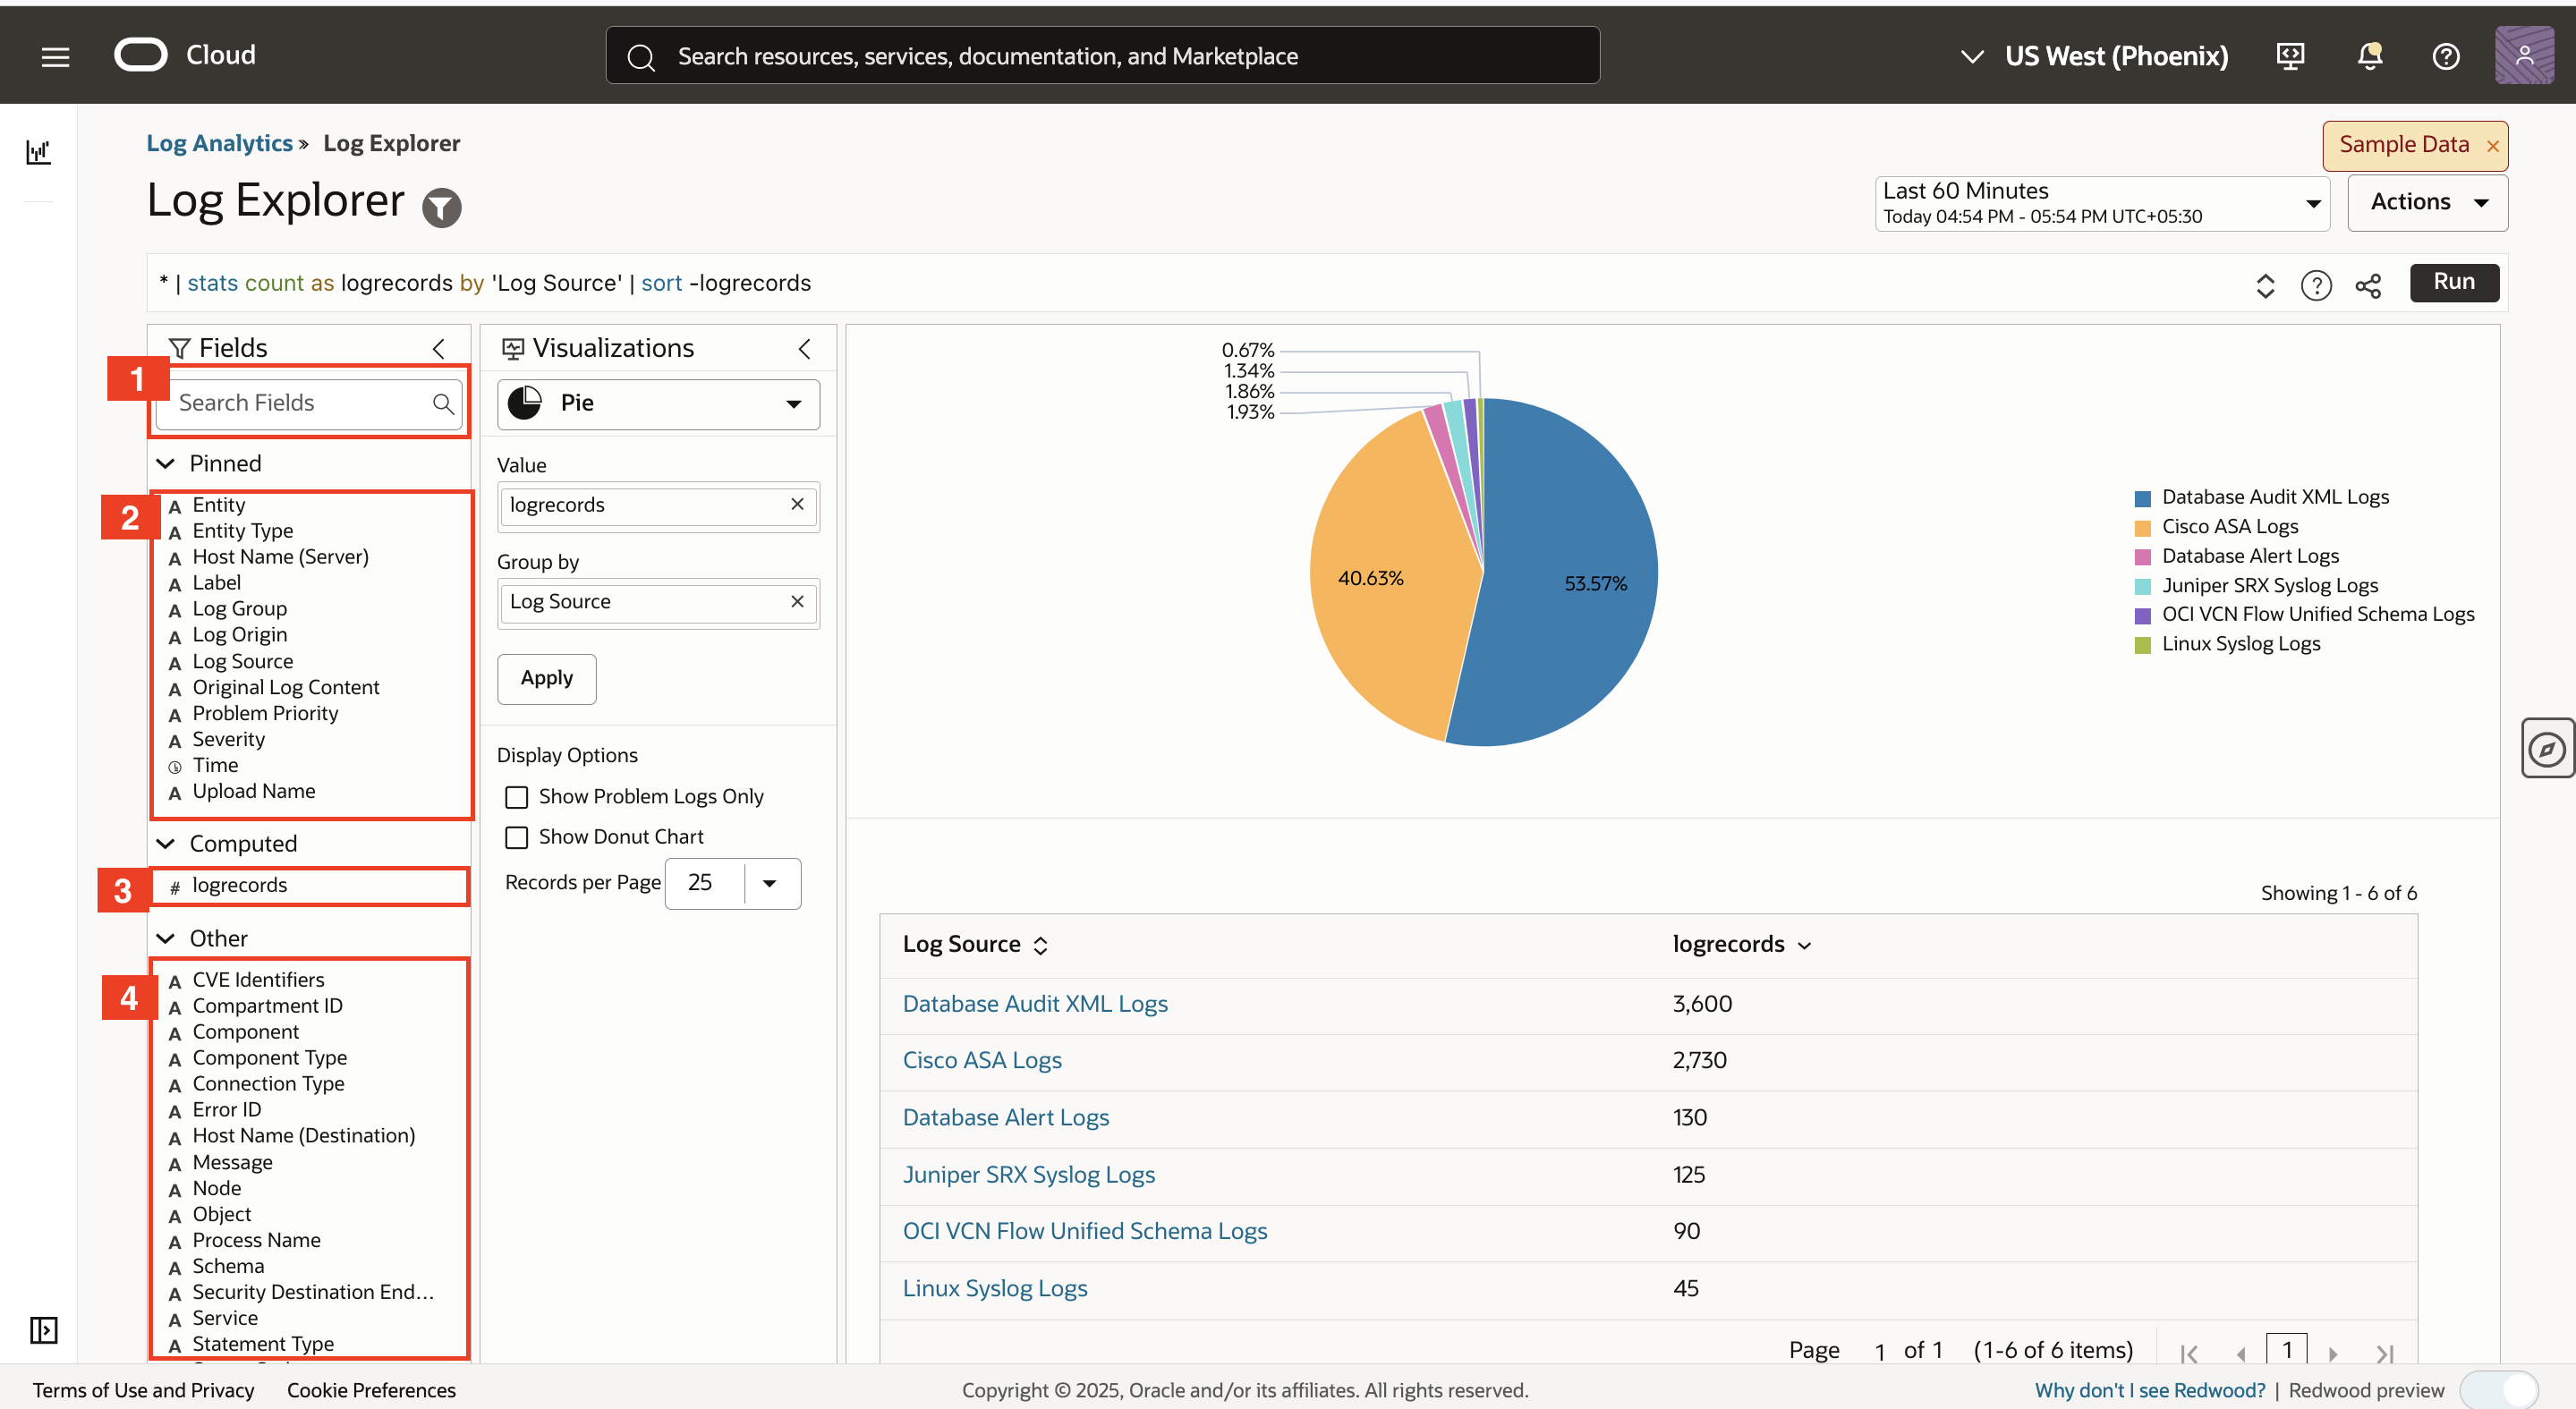 Cloud
Search resources, services, documentation, and Marketplace
US West (Phoenix)
Log Analytics » Log Explorer
Sample Data ×
Log Explorer
Last 60 Minutes
Today 04:54 PM - 05:54 PM UTC+05:30
Actions
* | stats count as logrecords by 'Log Source' | sort -logrecords
Run
Fields
1
Search Fields
Pinned
2
A Entity
A Entity Type
A Host Name (Server)
A Label
A Log Group
A Log Origin
A Log Source
A Original Log Content
A Problem Priority
A Severity
Time
A Upload Name
Computed
3
# logrecords
Other
4
A CVE Identifiers
A Compartment ID
A Component
A Component Type
A Connection Type
A Error ID
A Host Name (Destination)
A Message
A Node
A Object
A Process Name
A Schema
A Security Destination End...
A Service
A Statement Type
Visualizations
Pie
Value
logrecords ×
Group by
Log Source ×
Apply
Display Options
Show Problem Logs Only
Show Donut Chart
Records per Page 25
0.67%
1.34%
1.86%
1.93%
40.63%
53.57%
Database Audit XML Logs
Cisco ASA Logs
Database Alert Logs
Juniper SRX Syslog Logs
OCI VCN Flow Unified Schema Logs
Linux Syslog Logs
Showing 1 - 6 of 6
Log Source logrecords
Database Audit XML Logs 3,600
Cisco ASA Logs 2,730
Database Alert Logs 130
Juniper SRX Syslog Logs 125
OCI VCN Flow Unified Schema Logs 90
Linux Syslog Logs 45
Page 1 of 1 (1-6 of 6 items) 1
Terms of Use and Privacy Cookie Preferences
Copyright © 2025, Oracle and/or its affiliates. All rights reserved.
Why don't I see Redwood? | Redwood preview